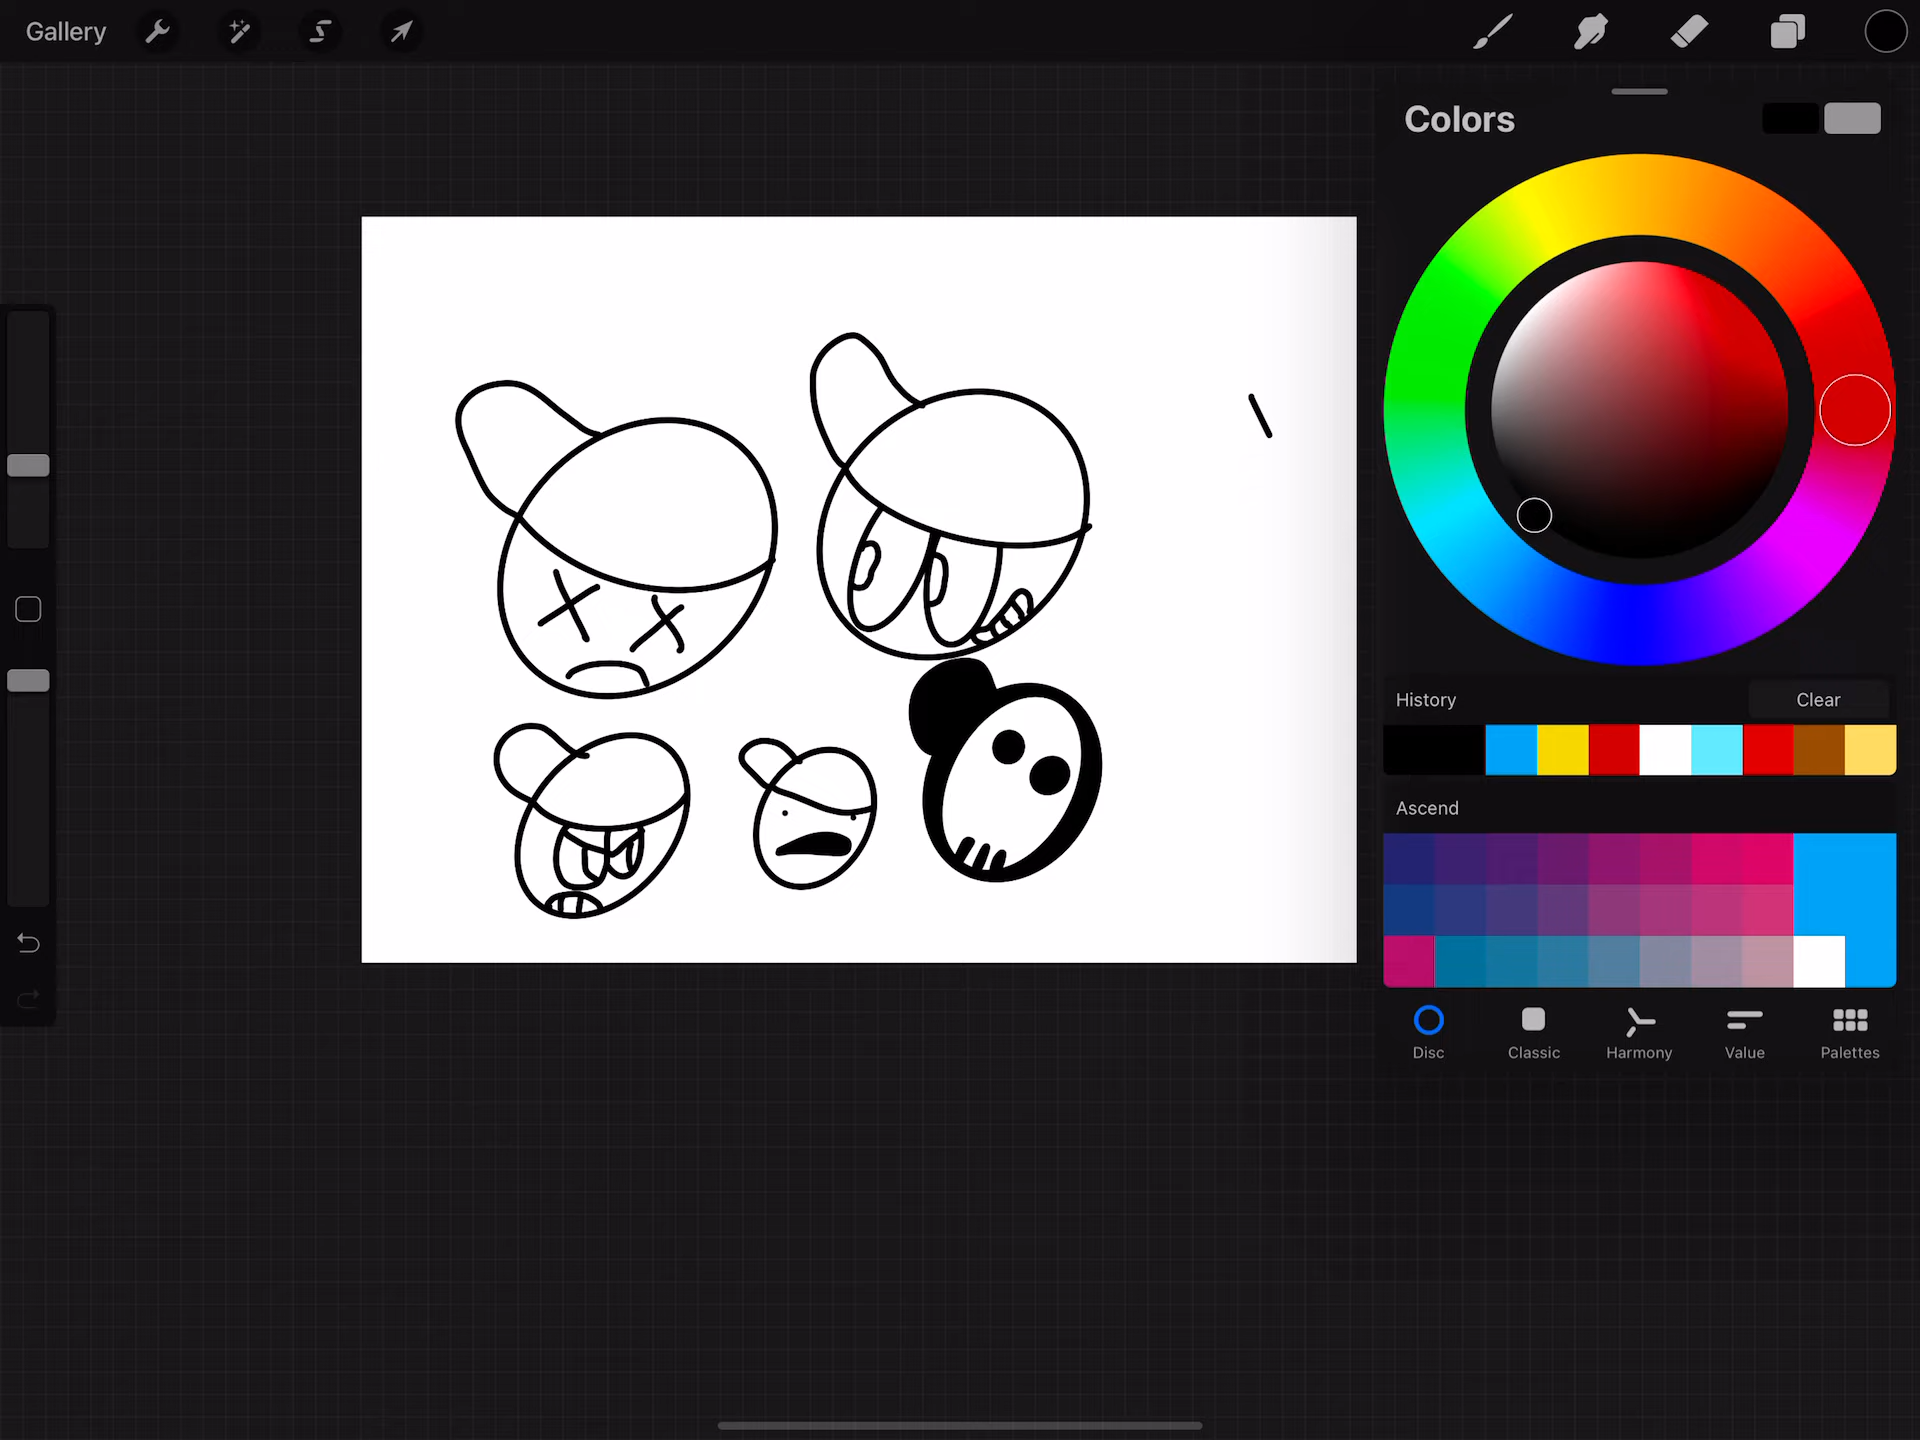 Gallery
Colors
History
Clear
Ascend
Disc
Classic
Harmony
Value
Palettes